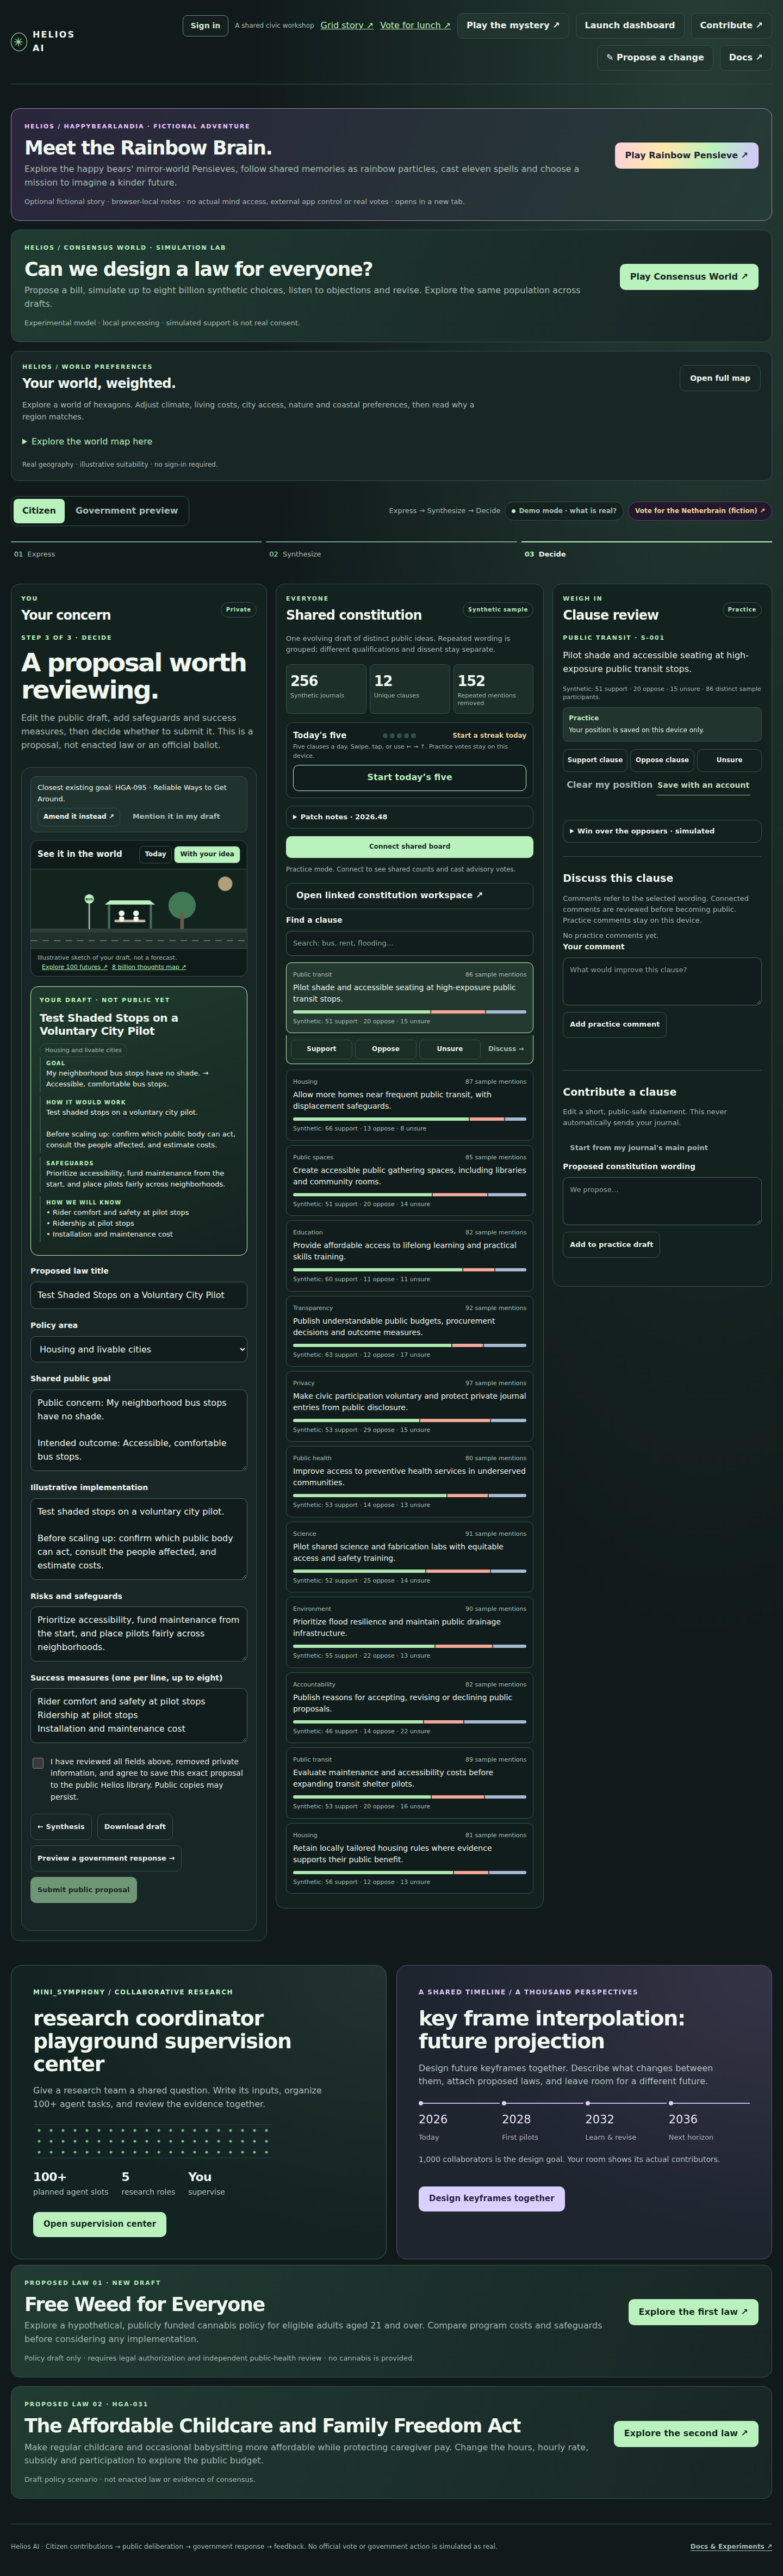 HELIOS
AI
Sign in
A shared civic workshop
Grid story ↗
Vote for lunch ↗
Play the mystery ↗
Launch dashboard
Contribute ↗
✎ Propose a change
Docs ↗
HELIOS / HAPPYBEARLANDIA · FICTIONAL ADVENTURE
Meet the Rainbow Brain.
Explore the happy bears' mirror-world Pensieves, follow shared memories as rainbow particles, cast eleven spells and choose a
mission to imagine a kinder future.
Optional fictional story · browser-local notes · no actual mind access, external app control or real votes · opens in a new tab.
Play Rainbow Pensieve ↗
HELIOS / CONSENSUS WORLD · SIMULATION LAB
Can we design a law for everyone?
Propose a bill, simulate up to eight billion synthetic choices, listen to objections and revise. Explore the same population across
drafts.
Experimental model · local processing · simulated support is not real consent.
Play Consensus World ↗
HELIOS / WORLD PREFERENCES
Your world, weighted.
Explore a world of hexagons. Adjust climate, living costs, city access, nature and coastal preferences, then read why a
region matches.
▶ Explore the world map here
Real geography · illustrative suitability · no sign-in required.
Open full map
Citizen
Government preview
Express → Synthesize → Decide
Demo mode · what is real?
Vote for the Netherbrain (fiction) ↗
01 Express
02 Synthesize
03 Decide
YOU
Your concern
Private
STEP 3 OF 3 · DECIDE
A proposal worth
reviewing.
Edit the public draft, add safeguards and success
measures, then decide whether to submit it. This is a
proposal, not enacted law or an official ballot.
Closest existing goal: HGA-095 · Reliable Ways to Get
Around.
Amend it instead ↗
Mention it in my draft
See it in the world
Today
With your idea
BUS
Illustrative sketch of your draft, not a forecast.
Explore 100 futures ↗
8 billion thoughts map ↗
YOUR DRAFT · NOT PUBLIC YET
Test Shaded Stops on a
Voluntary City Pilot
Housing and livable cities
GOAL
My neighborhood bus stops have no shade. →
Accessible, comfortable bus stops.
HOW IT WOULD WORK
Test shaded stops on a voluntary city pilot.
Before scaling up: confirm which public body can act,
consult the people affected, and estimate costs.
SAFEGUARDS
Prioritize accessibility, fund maintenance from the
start, and place pilots fairly across neighborhoods.
HOW WE WILL KNOW
• Rider comfort and safety at pilot stops
• Ridership at pilot stops
• Installation and maintenance cost
Proposed law title
Test Shaded Stops on a Voluntary City Pilot
Policy area
Housing and livable cities
Shared public goal
Public concern: My neighborhood bus stops
have no shade.
Intended outcome: Accessible, comfortable
bus stops.
Illustrative implementation
Test shaded stops on a voluntary city pilot.
Before scaling up: confirm which public body
can act, consult the people affected, and
estimate costs.
Risks and safeguards
Prioritize accessibility, fund maintenance from
the start, and place pilots fairly across
neighborhoods.
Success measures (one per line, up to eight)
Rider comfort and safety at pilot stops
Ridership at pilot stops
Installation and maintenance cost
I have reviewed all fields above, removed private
information, and agree to save this exact proposal
to the public Helios library. Public copies may
persist.
← Synthesis
Download draft
Preview a government response →
Submit public proposal
EVERYONE
Shared constitution
Synthetic sample
One evolving draft of distinct public ideas. Repeated wording is
grouped; different qualifications and dissent stay separate.
256
Synthetic journals
12
Unique clauses
152
Repeated mentions
removed
Today's five
Start a streak today
Five clauses a day. Swipe, tap, or use ← → ↑. Practice votes stay on this
device.
Start today's five
▶ Patch notes · 2026.48
Connect shared board
Practice mode. Connect to see shared counts and cast advisory votes.
Open linked constitution workspace ↗
Find a clause
Search: bus, rent, flooding…
Public transit
86 sample mentions
Pilot shade and accessible seating at high-exposure public
transit stops.
Synthetic: 51 support · 20 oppose · 15 unsure
Support
Oppose
Unsure
Discuss →
Housing
87 sample mentions
Allow more homes near frequent public transit, with
displacement safeguards.
Synthetic: 66 support · 13 oppose · 8 unsure
Public spaces
85 sample mentions
Create accessible public gathering spaces, including libraries
and community rooms.
Synthetic: 51 support · 20 oppose · 14 unsure
Education
82 sample mentions
Provide affordable access to lifelong learning and practical
skills training.
Synthetic: 60 support · 11 oppose · 11 unsure
Transparency
92 sample mentions
Publish understandable public budgets, procurement
decisions and outcome measures.
Synthetic: 63 support · 12 oppose · 17 unsure
Privacy
97 sample mentions
Make civic participation voluntary and protect private journal
entries from public disclosure.
Synthetic: 53 support · 29 oppose · 15 unsure
Public health
80 sample mentions
Improve access to preventive health services in underserved
communities.
Synthetic: 53 support · 14 oppose · 13 unsure
Science
91 sample mentions
Pilot shared science and fabrication labs with equitable
access and safety training.
Synthetic: 52 support · 25 oppose · 14 unsure
Environment
90 sample mentions
Prioritize flood resilience and maintain public drainage
infrastructure.
Synthetic: 55 support · 22 oppose · 13 unsure
Accountability
82 sample mentions
Publish reasons for accepting, revising or declining public
proposals.
Synthetic: 46 support · 14 oppose · 22 unsure
Public transit
89 sample mentions
Evaluate maintenance and accessibility costs before
expanding transit shelter pilots.
Synthetic: 53 support · 20 oppose · 16 unsure
Housing
81 sample mentions
Retain locally tailored housing rules where evidence
supports their public benefit.
Synthetic: 56 support · 12 oppose · 13 unsure
WEIGH IN
Clause review
Practice
PUBLIC TRANSIT · S-001
Pilot shade and accessible seating at high-
exposure public transit stops.
Synthetic: 51 support · 20 oppose · 15 unsure · 86 distinct sample
participants.
Practice
Your position is saved on this device only.
Support clause
Oppose clause
Unsure
Clear my position
Save with an account
▶ Win over the opposers · simulated
Discuss this clause
Comments refer to the selected wording. Connected
comments are reviewed before becoming public.
Practice comments stay on this device.
No practice comments yet.
Your comment
What would improve this clause?
Add practice comment
Contribute a clause
Edit a short, public-safe statement. This never
automatically sends your journal.
Start from my journal's main point
Proposed constitution wording
We propose…
Add to practice draft
MINI_SYMPHONY / COLLABORATIVE RESEARCH
research coordinator
playground supervision
center
Give a research team a shared question. Write its inputs, organize
100+ agent tasks, and review the evidence together.
100+
planned agent slots
5
research roles
You
supervise
Open supervision center
A SHARED TIMELINE / A THOUSAND PERSPECTIVES
key frame interpolation:
future projection
Design future keyframes together. Describe what changes between
them, attach proposed laws, and leave room for a different future.
2026
Today
2028
First pilots
2032
Learn & revise
2036
Next horizon
1,000 collaborators is the design goal. Your room shows its actual contributors.
Design keyframes together
PROPOSED LAW 01 · NEW DRAFT
Free Weed for Everyone
Explore a hypothetical, publicly funded cannabis policy for eligible adults aged 21 and over. Compare program costs and safeguards
before considering any implementation.
Policy draft only · requires legal authorization and independent public-health review · no cannabis is provided.
Explore the first law ↗
PROPOSED LAW 02 · HGA-031
The Affordable Childcare and Family Freedom Act
Make regular childcare and occasional babysitting more affordable while protecting caregiver pay. Change the hours, hourly rate,
subsidy and participation to explore the public budget.
Draft policy scenario · not enacted law or evidence of consensus.
Explore the second law ↗
Helios AI · Citizen contributions → public deliberation → government response → feedback. No official vote or government action is simulated as real.
Docs & Experiments ↗